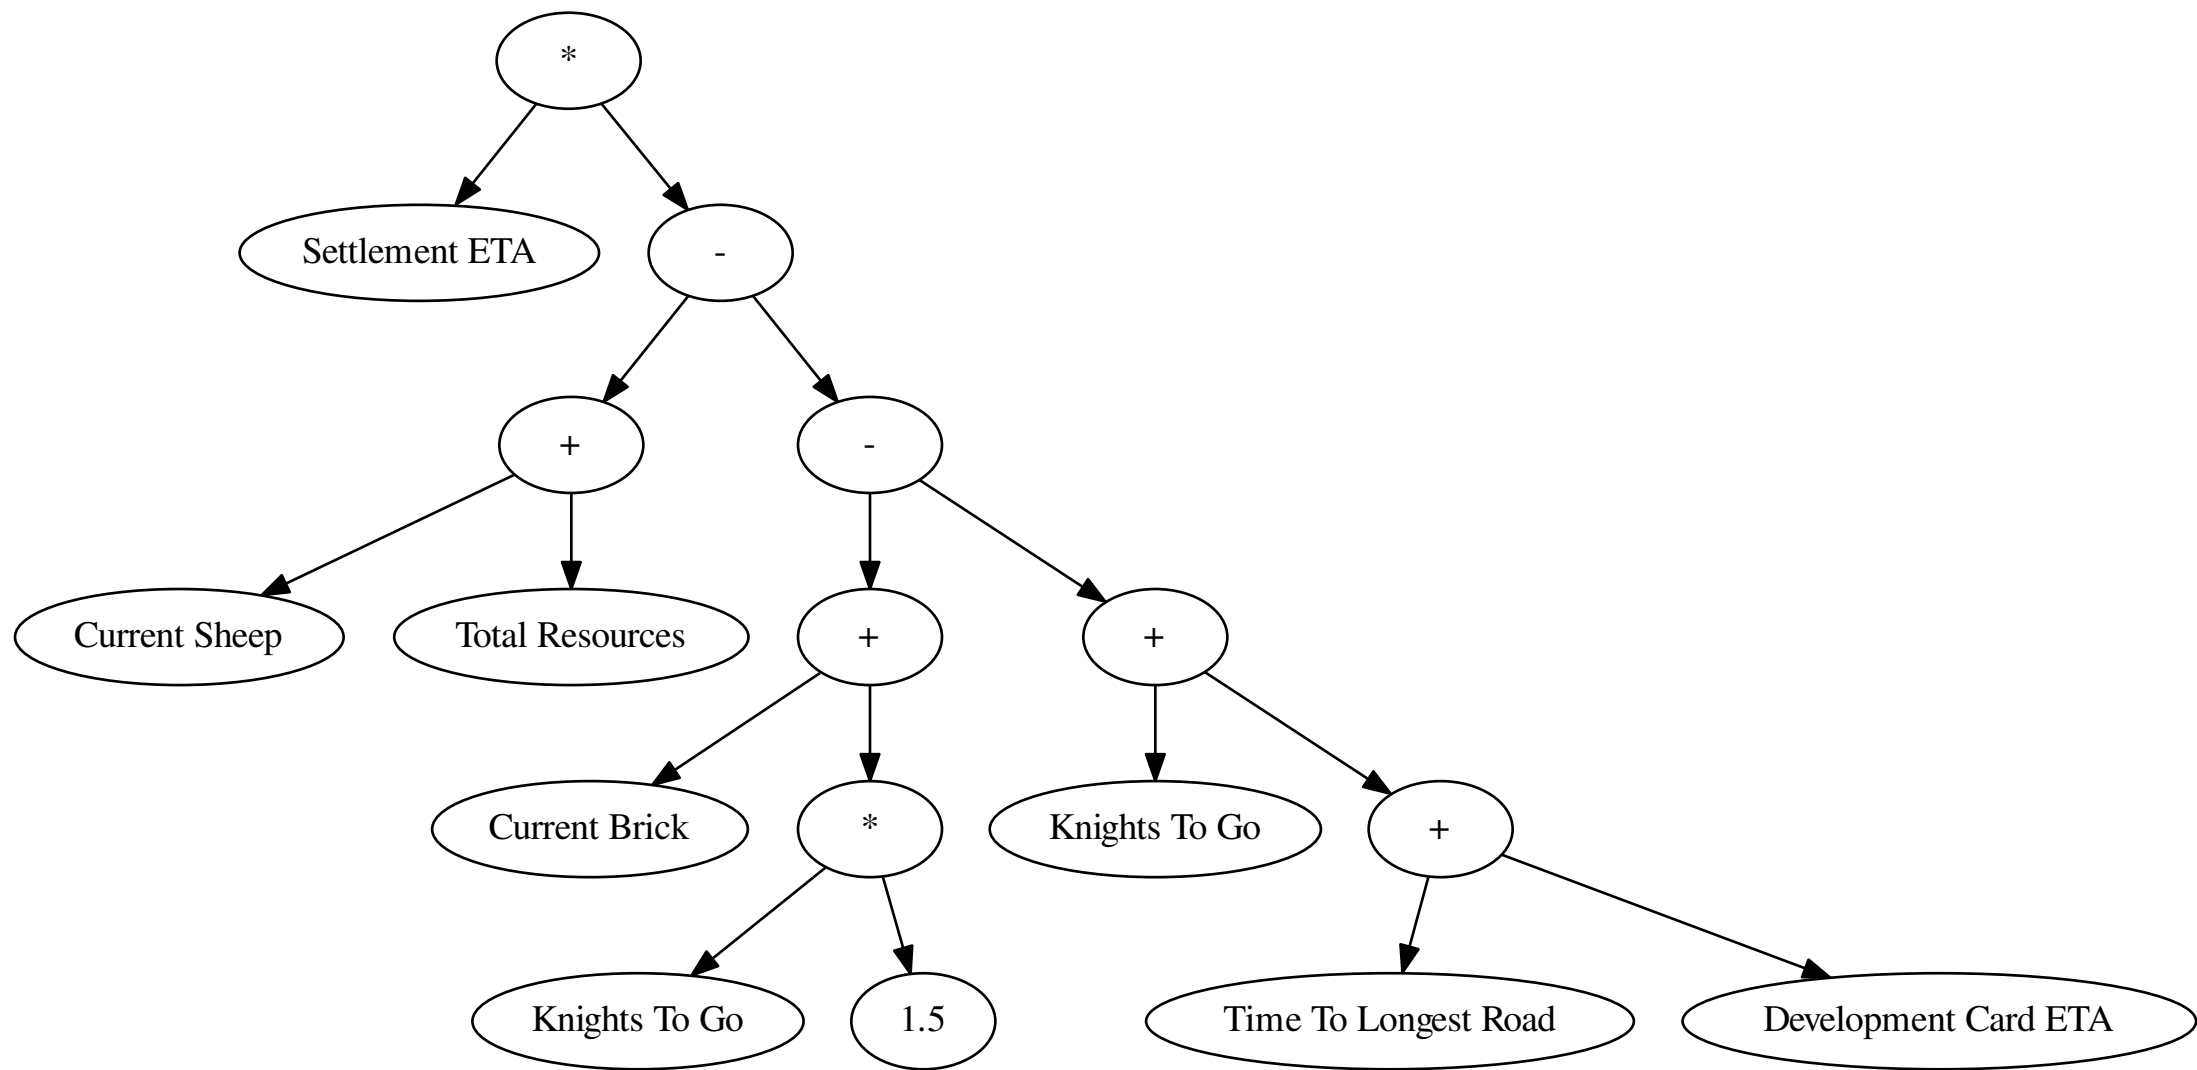 *
Settlement ETA
-
+
-
Current Sheep
Total Resources
+
+
Current Brick
*
Knights To Go
+
Knights To Go
1.5
Time To Longest Road
Development Card ETA